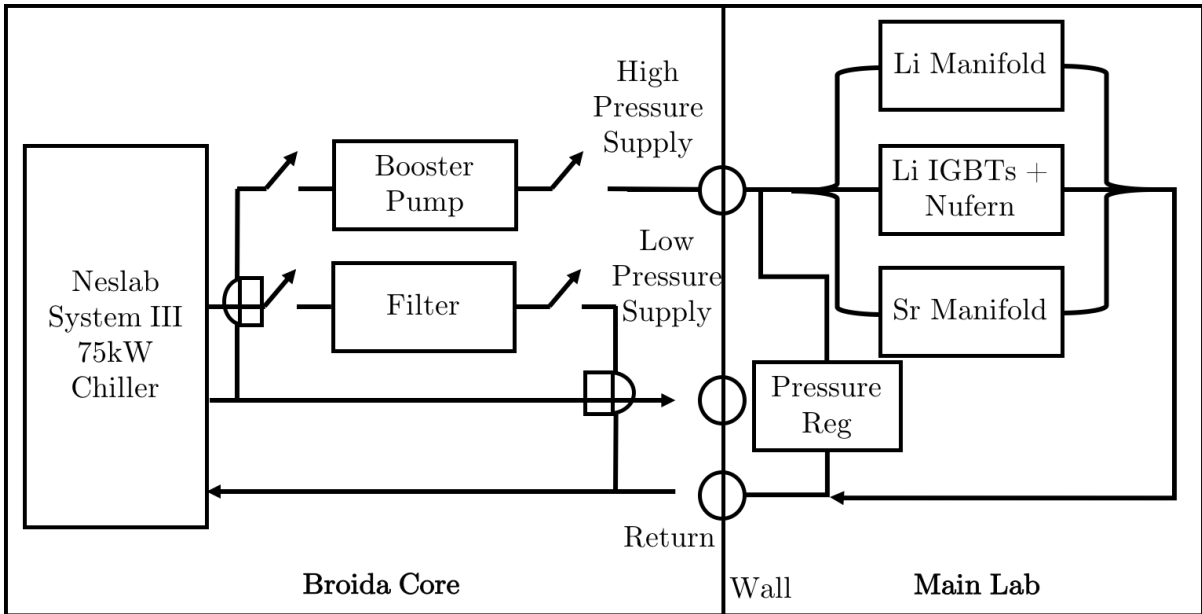 High
Pressure
Supply
Li Manifold
Booster
Pump
Li IGBTs +
Nufern
Low
Pressure
Supply
Neslab
System III
75kW
Chiller
Filter
Sr Manifold
Pressure
Reg
Return
Broida Core
Wall
Main Lab